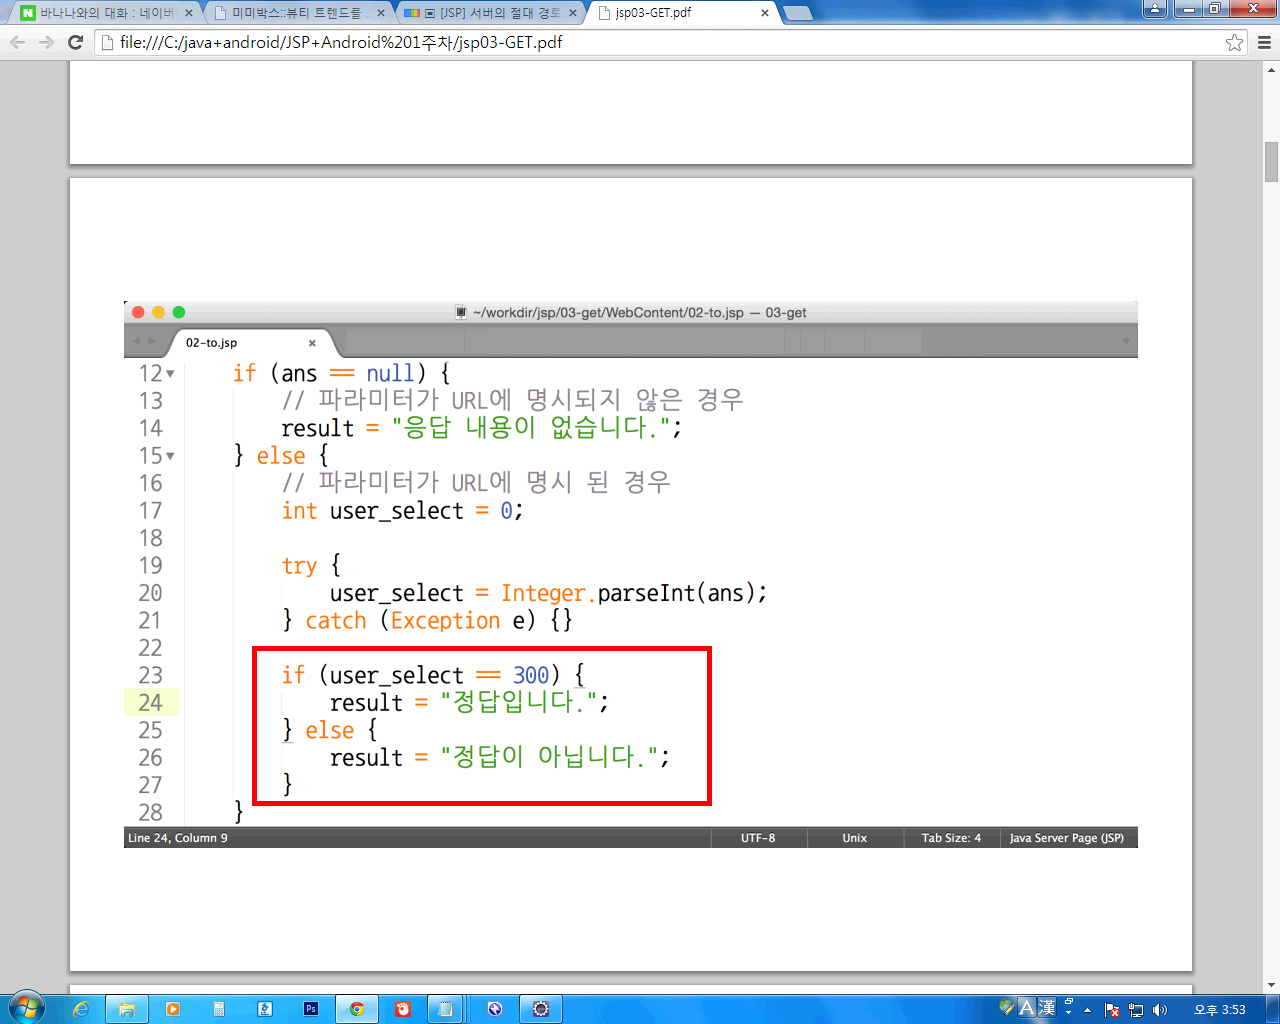 바나나와의 대화 : 네이버
미미박스::뷰티 트렌드를
[JSP] 서버의 절대 경로
jsp03-GET.pdf
file:///C:/java+android/JSP+Android%201주차/jsp03-GET.pdf
~/workdir/jsp/03-get/WebContent/02-to.jsp — 03-get
02-to.jsp
12 if (ans == null) {
13 // 파라미터가 URL에 명시되지 않은 경우
14 result = "응답 내용이 없습니다.";
15 } else {
16 // 파라미터가 URL에 명시 된 경우
17 int user_select = 0;
18
19 try {
20 user_select = Integer.parseInt(ans);
21 } catch (Exception e) {}
22
23 if (user_select == 300) {
24 result = "정답입니다.";
25 } else {
26 result = "정답이 아닙니다.";
27 }
28 }
Line 24, Column 9 UTF-8 Unix Tab Size: 4 Java Server Page (JSP)
Ps
A 漢
오후 3:53